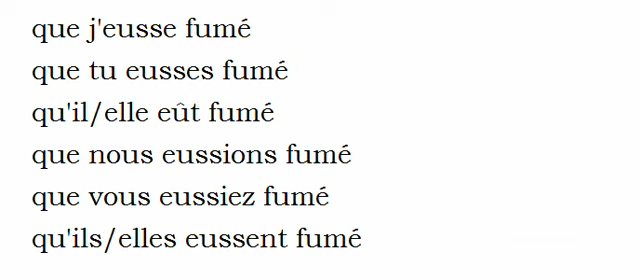 que j'eusse fumé
que tu eusses fumé
qu'il/elle eût fumé
que nous eussions fumé
que vous eussiez fumé
qu'ils/elles eussent fumé